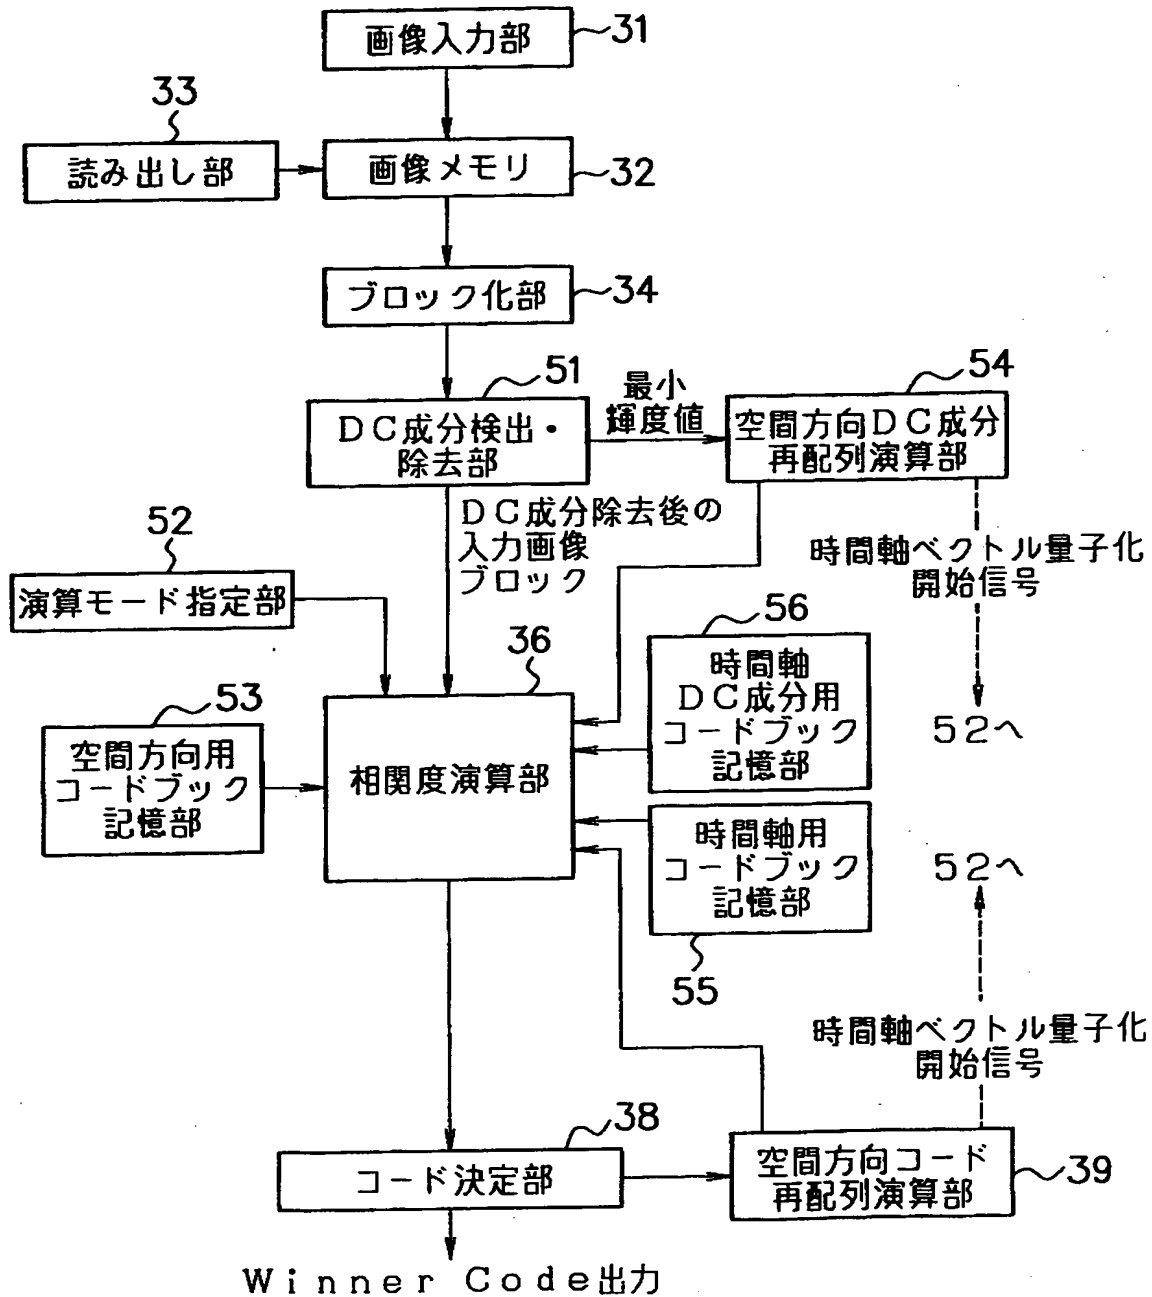 画像入力部
31
33
読み出し部
画像メモリ
32
ブロック化部
34
51
DC成分検出・
除去部
最小
輝度値
54
空間方向DC成分
再配列演算部
DC成分除去後の
入力画像
ブロック
時間軸ベクトル量子化
開始信号
52
演算モード指定部
36
56
時間軸
DC成分用
コードブック
記憶部
52へ
53
空間方向用
コードブック
記憶部
相関度演算部
時間軸用
コードブック
記憶部
52へ
55
時間軸ベクトル量子化
開始信号
38
コード決定部
空間方向コード
再配列演算部
39
Winner Code出力